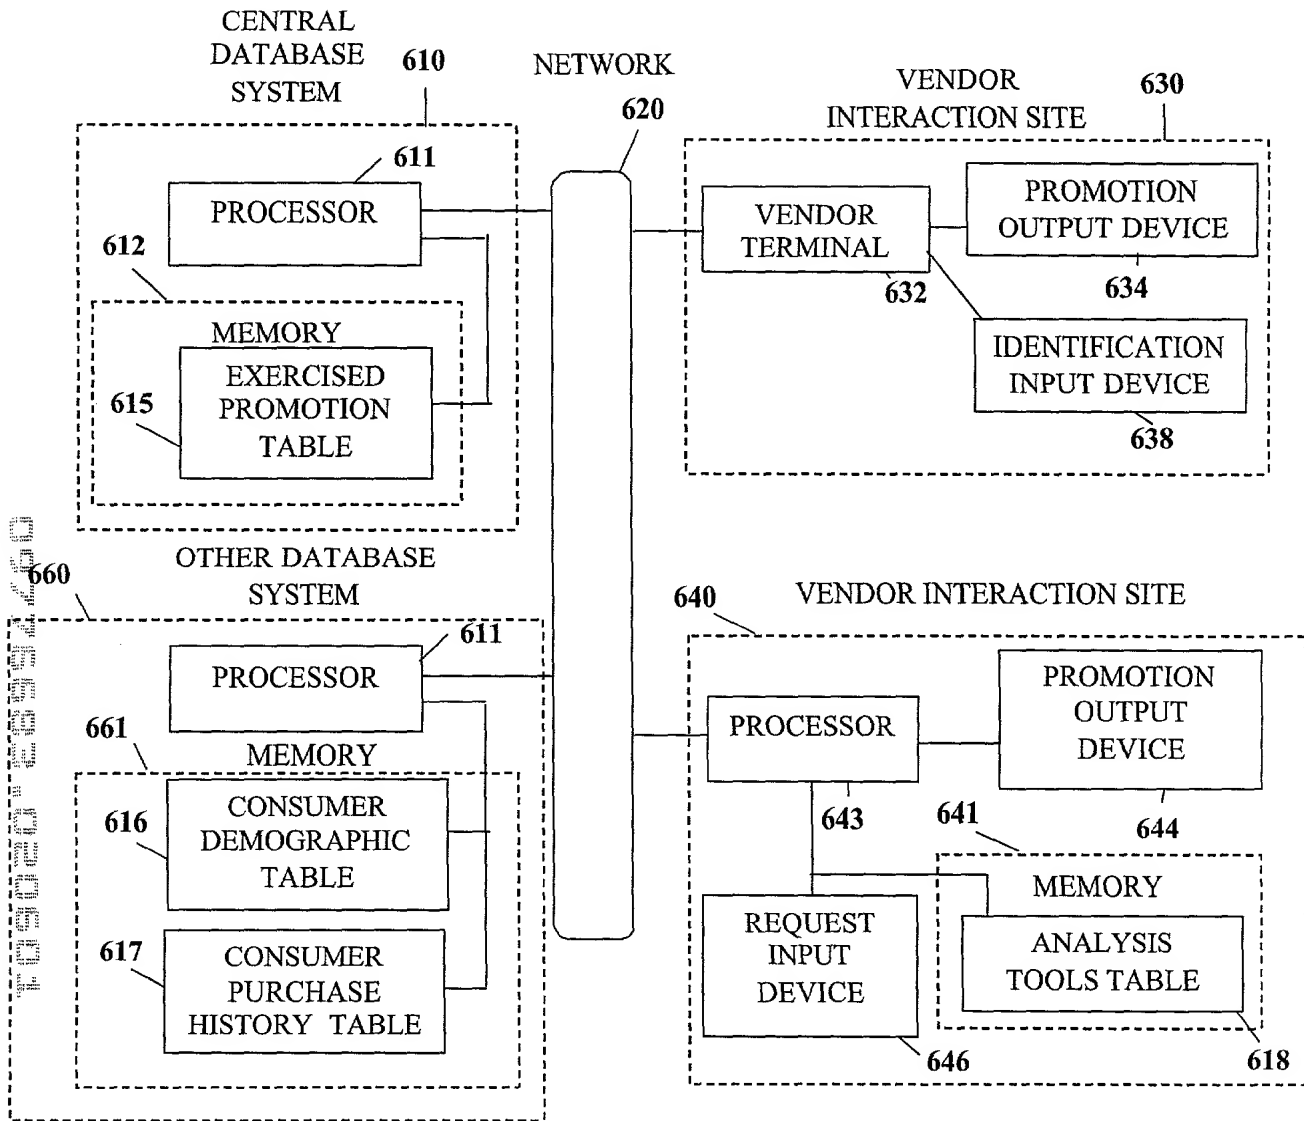 CENTRAL
DATABASE
SYSTEM
610
NETWORK
620
VENDOR
INTERACTION SITE
630
611
PROCESSOR
612
MEMORY
EXERCISED
PROMOTION
TABLE
615
VENDOR
TERMINAL
632
PROMOTION
OUTPUT DEVICE
634
IDENTIFICATION
INPUT DEVICE
638
OTHER DATABASE
SYSTEM
660
611
PROCESSOR
661
MEMORY
CONSUMER
DEMOGRAPHIC
TABLE
616
617
CONSUMER
PURCHASE
HISTORY TABLE
VENDOR INTERACTION SITE
640
PROCESSOR
643
PROMOTION
OUTPUT
DEVICE
644
641
MEMORY
ANALYSIS
TOOLS TABLE
618
REQUEST
INPUT
DEVICE
646